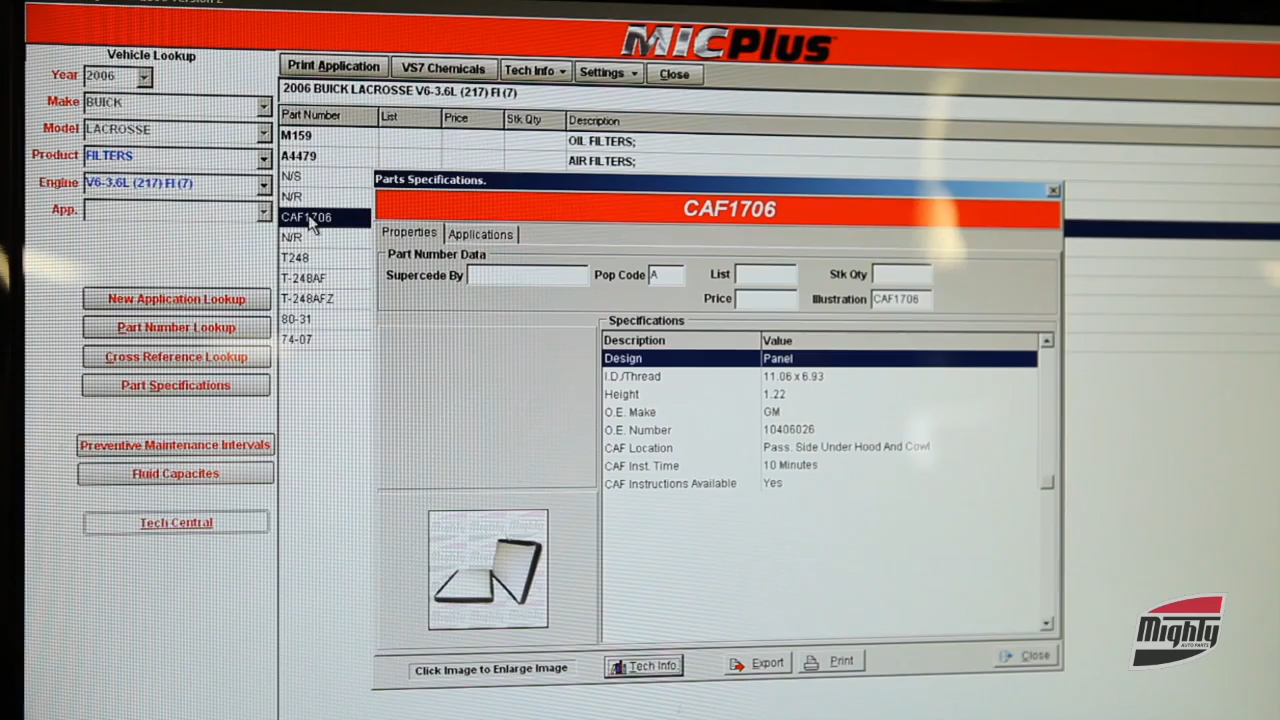 MICPlus
Vehicle Lookup
Year 2006
Make BUICK
Model LACROSSE
Product FILTERS
Engine V6-3.6L (217) FI (7)
App.
New Application Lookup
Part Number Lookup
Cross Reference Lookup
Part Specifications
Preventive Maintenance Intervals
Fluid Capacites
Tech Central
Print Application VS7 Chemicals Tech Info Settings Close
2006 BUICK LACROSSE V6-3.6L (217) FI (7)
Part Number List Price Stk Qty Description
M159 OIL FILTERS;
A4479 AIR FILTERS;
N/S
N/R
CAF1706
N/R
T248
T-248AF
T-248AFZ
80-31
74-07
Parts Specifications.
CAF1706
Properties Applications
Part Number Data
Supercede By Pop Code A List Stk Qty
Price Illustration CAF1706
Specifications
Description Value
Design Panel
I.D./Thread 11.06 x 6.93
Height 1.22
O.E. Make GM
O.E. Number 10406026
CAF Location Pass. Side Under Hood And Cowl
CAF Inst. Time 10 Minutes
CAF Instructions Available Yes
Click Image to Enlarge Image
Tech Info Export Print Close
Mighty
AUTO PARTS